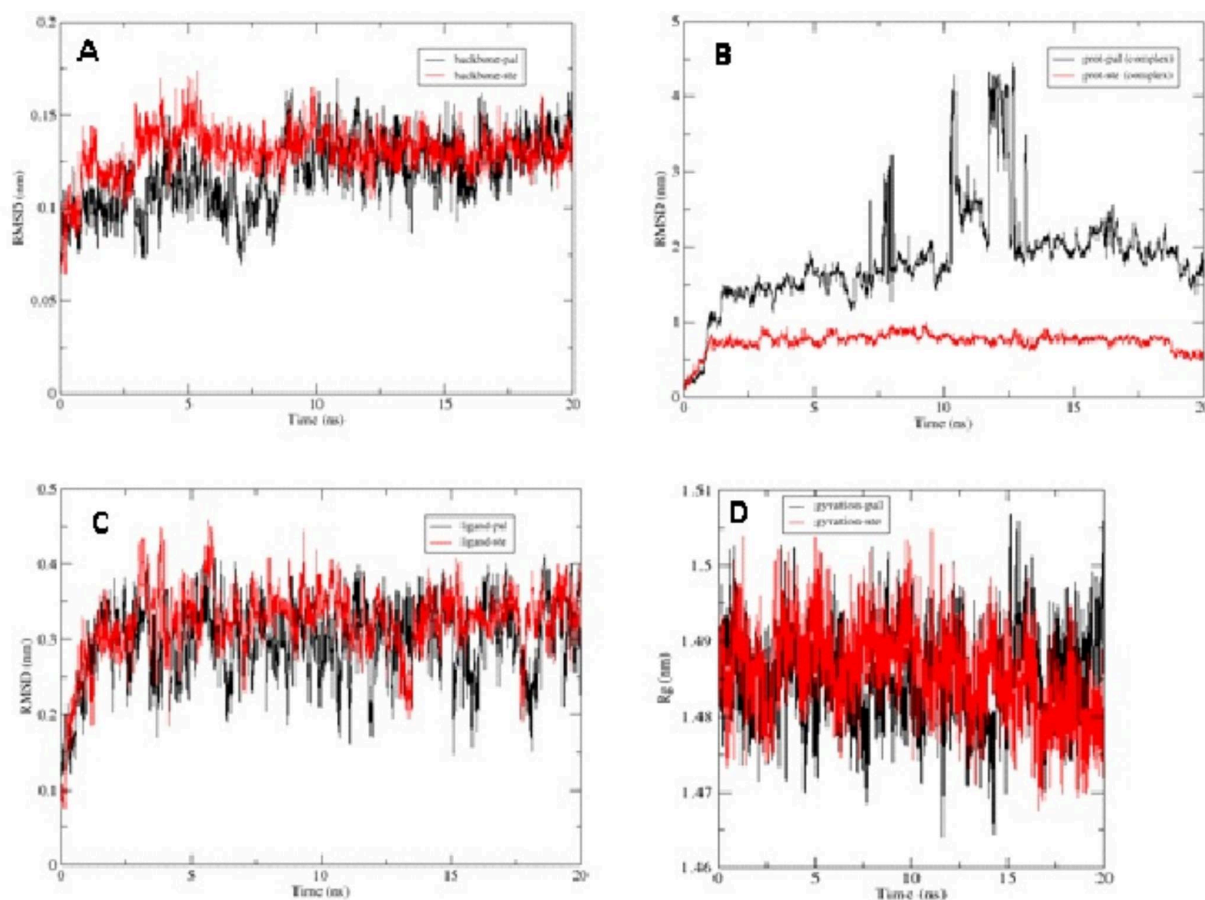 A
backbone-pal
backbone-ste
0.2
0.15
0.1
0.05
0
RMSD (nm)
0 5 10 15 20
Time (ns)
B
prot-pal (complex)
prot-ste (complex)
5
RMSD (nm)
0
0 5 10 15 20
Time (ns)
C
ligand-pal
ligand-ste
0.5
0.4
0.3
0.2
0.1
0
RMSD (nm)
0 5 10 15 20
Time (ns)
D
gyration-pal
gyration-ste
1.51
1.5
1.49
1.48
1.47
1.46
Rg (nm)
0 5 10 15 20
Time (ns)